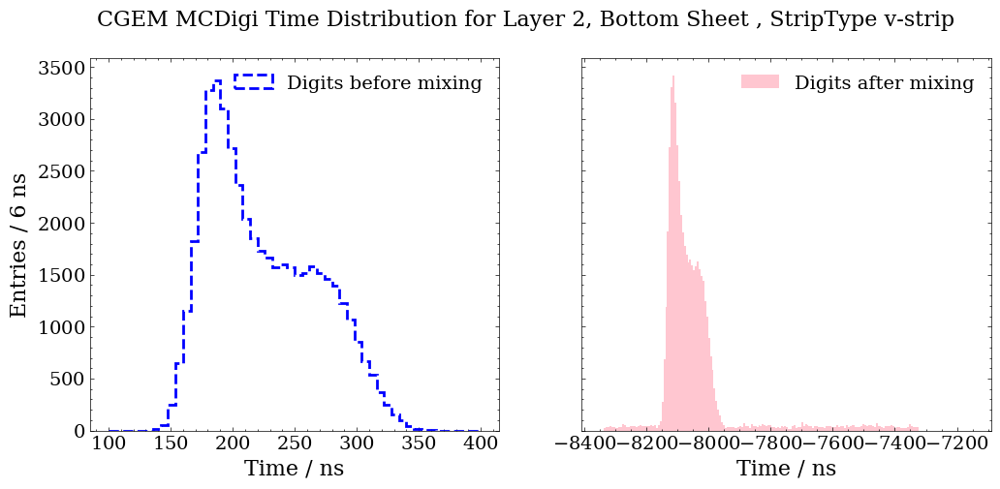 CGEM MCDigi Time Distribution for Layer 2, Bottom Sheet , StripType v-strip
Entries / 6 ns
3500
3000
2500
2000
1500
1000
500
0
Digits before mixing
100 150 200 250 300 350 400
Time / ns
Digits after mixing
−8400 −8200 −8000 −7800 −7600 −7400 −7200
Time / ns